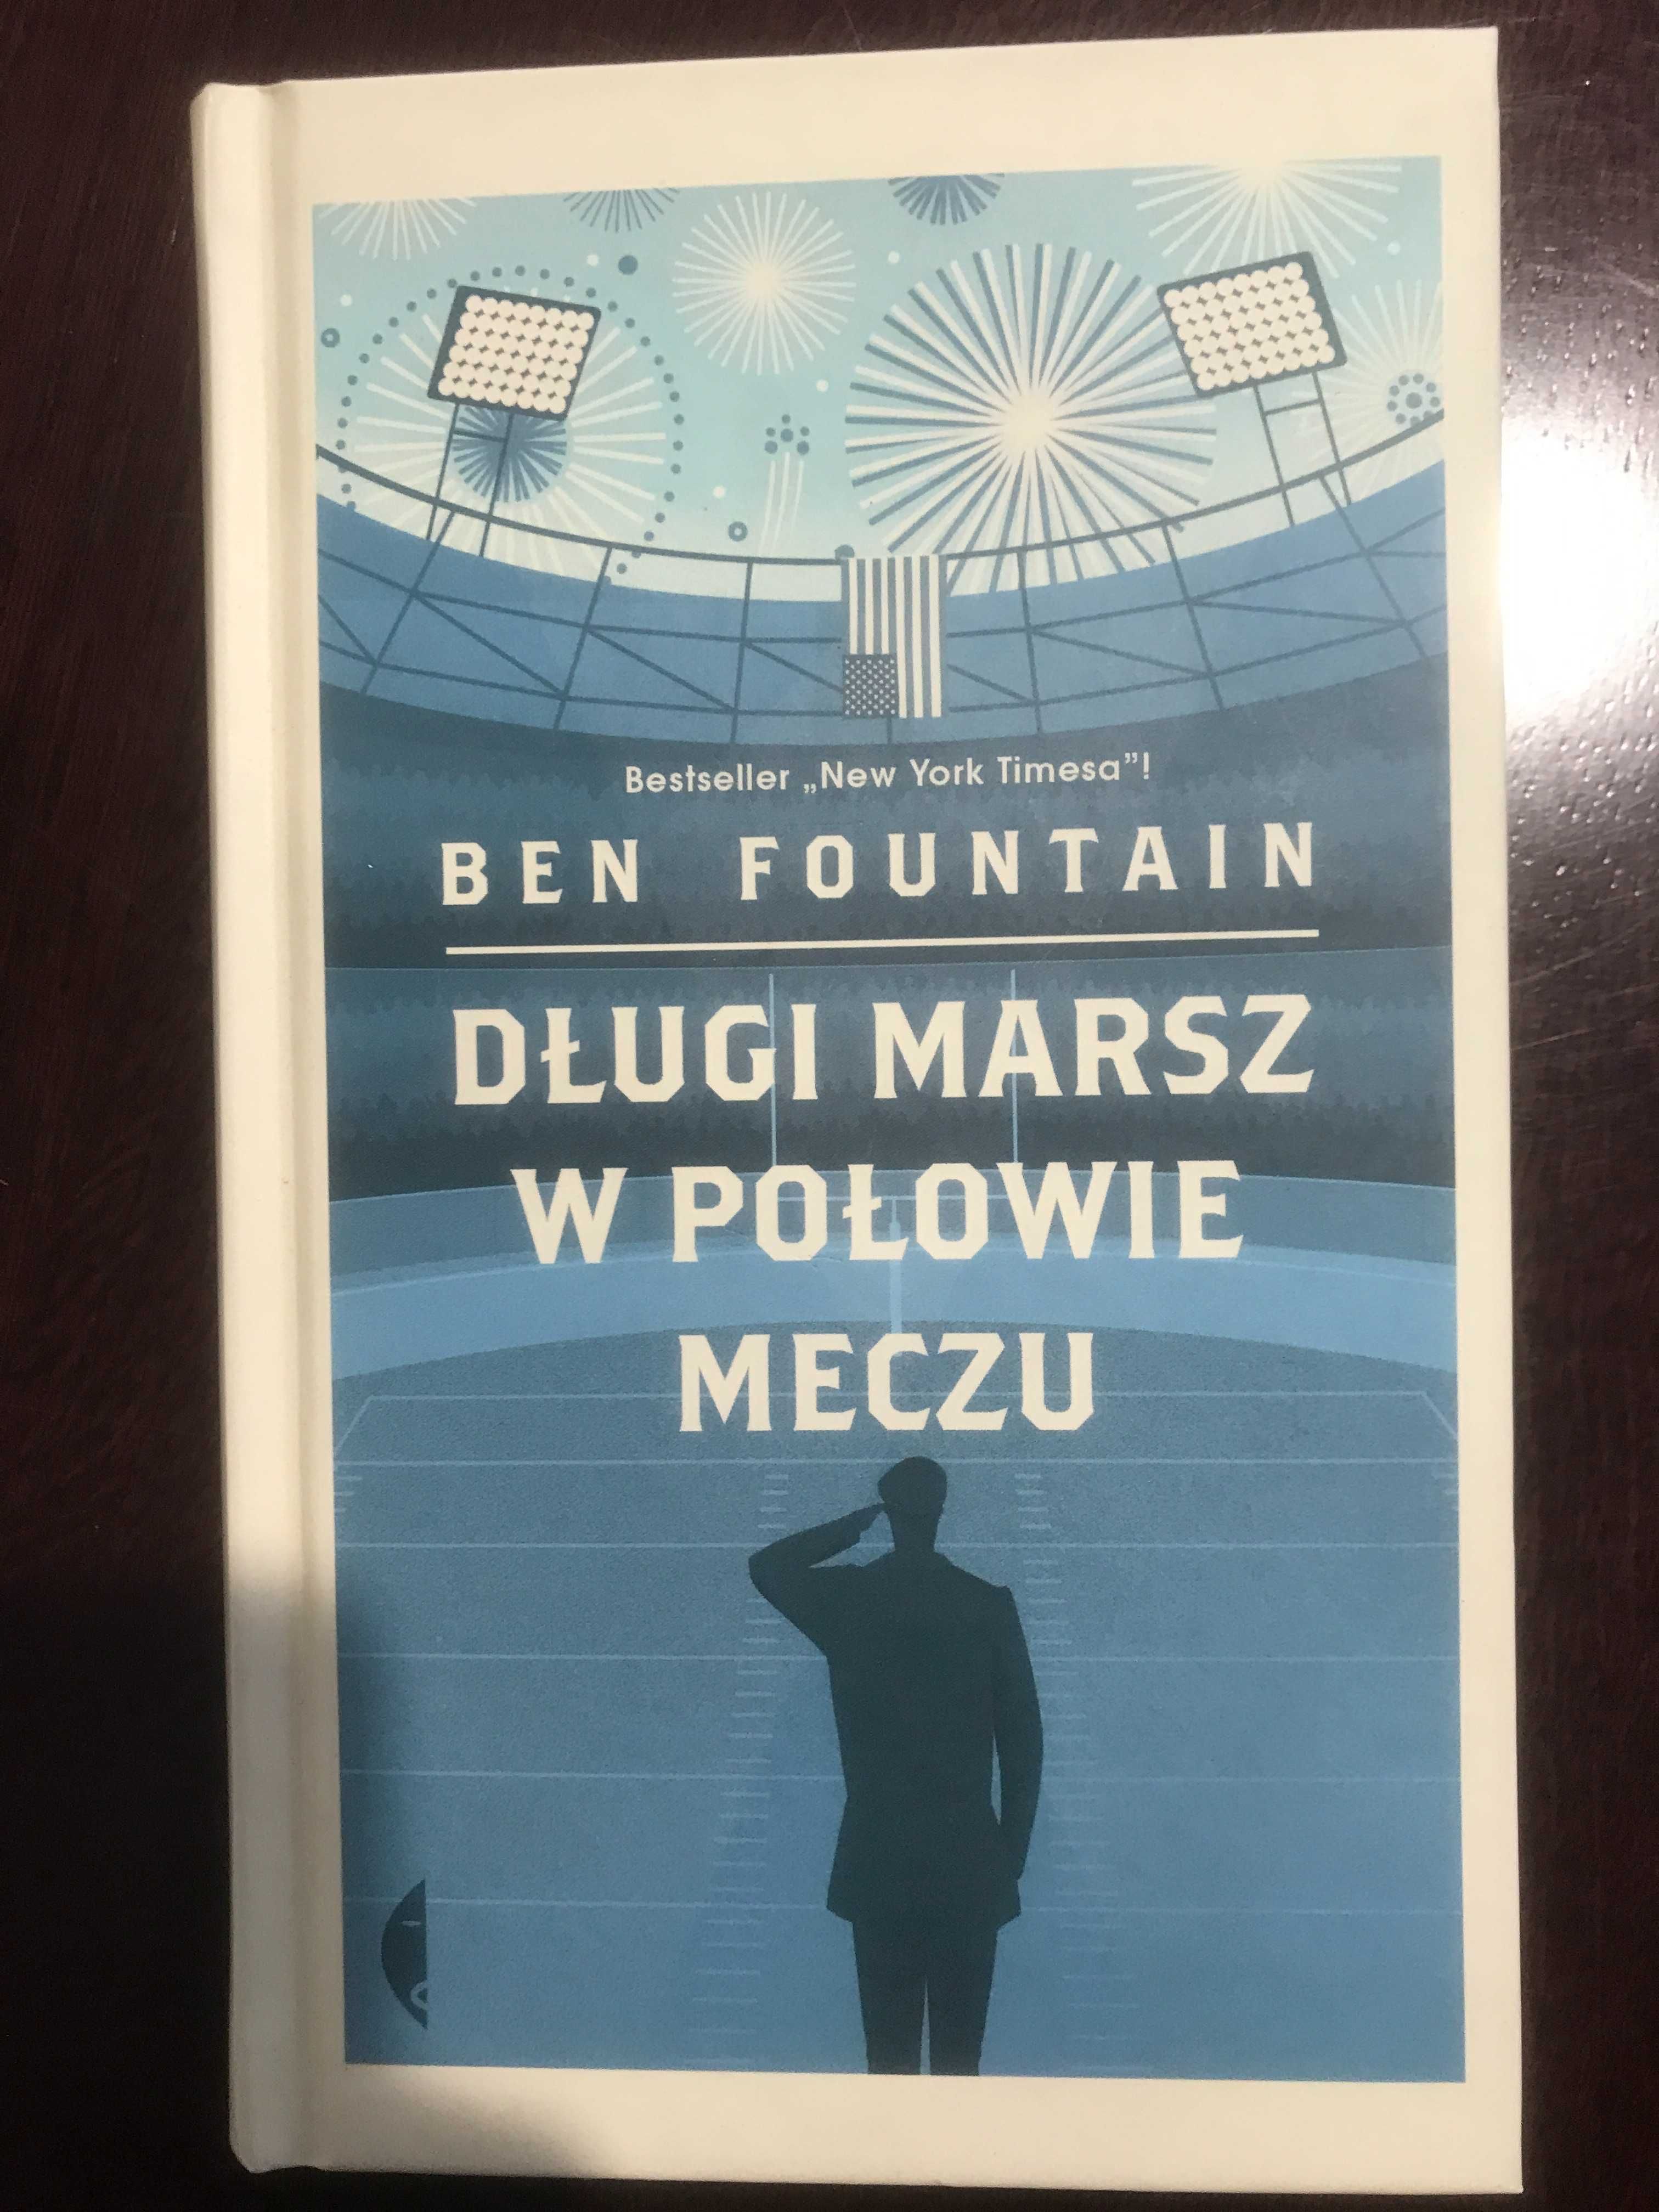 Bestseller „New York Timesa”!
BEN FOUNTAIN
DŁUGI MARSZ
W POŁOWIE
MECZU